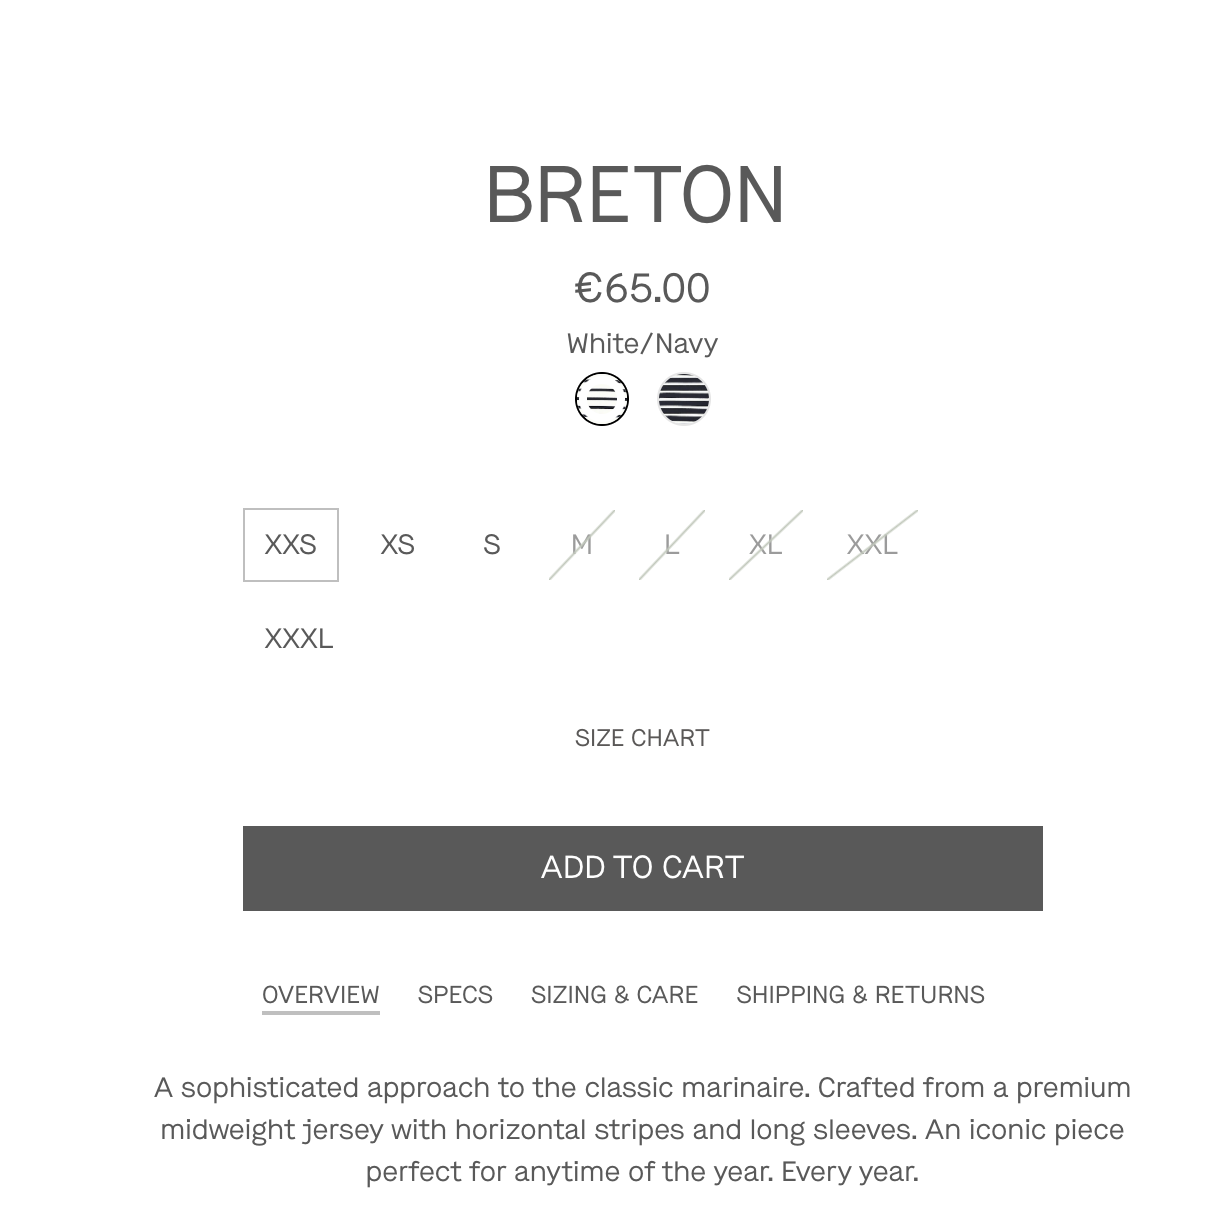 BRETON
€65.00
White/Navy
XXS XS S M L XL XXL
XXXL
SIZE CHART
ADD TO CART
OVERVIEW SPECS SIZING & CARE SHIPPING & RETURNS
A sophisticated approach to the classic marinaire. Crafted from a premium
midweight jersey with horizontal stripes and long sleeves. An iconic piece
perfect for anytime of the year. Every year.